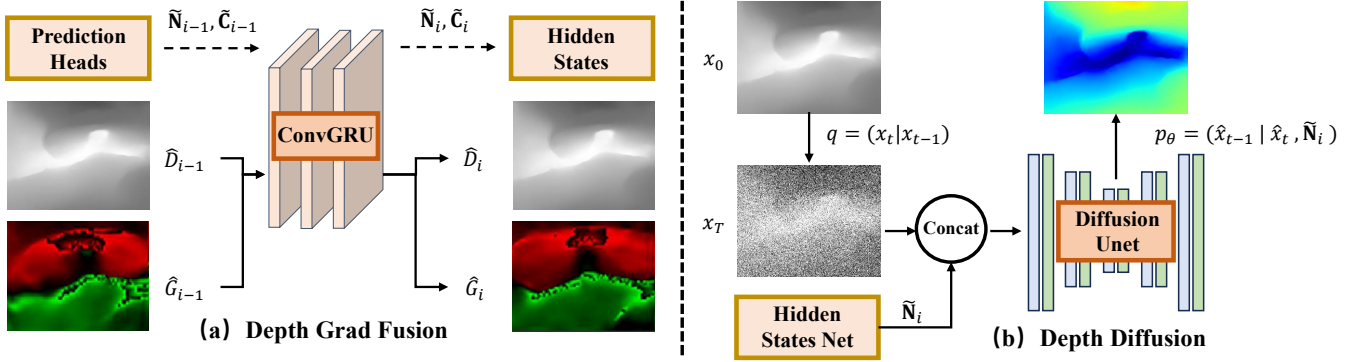 Prediction
Heads
Ñ_{i−1}, C̃_{i−1}
Ñ_i, C̃_i
Hidden
States
ConvGRU
D̂_{i−1}
D̂_i
Ĝ_{i−1}
Ĝ_i
(a) Depth Grad Fusion
x_0
q = (x_t|x_{t−1})
p_θ = (x̂_{t−1} | x̂_t , Ñ_i )
x_T
Concat
Diffusion
Unet
Hidden
States Net
Ñ_i
(b) Depth Diffusion